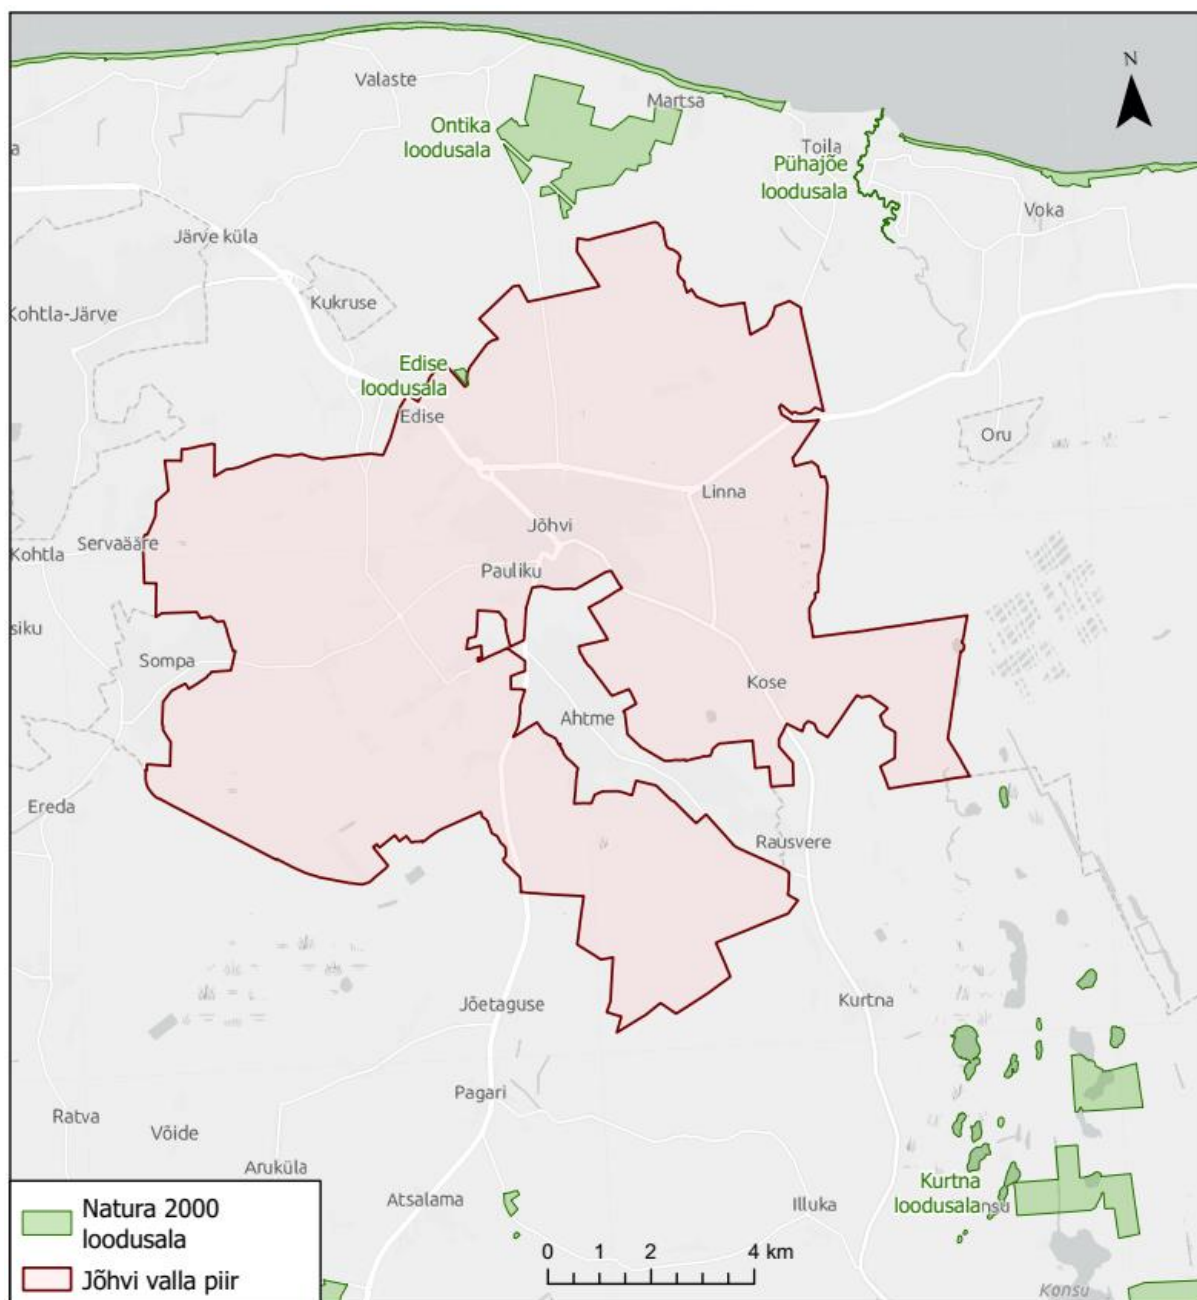 N
Valaste
Martsa
Ontika
loodusala
Toila
Pühajõe
loodusala
Voka
Järve küla
Kukruse
Kohtla-Järve
Edise
loodusala
Edise
Oru
Linna
Jõhvi
Servaääre
Kohtla
Pauliku
siku
Sompa
Kose
Ahtme
Ereda
Rausvere
Jõetaguse
Kurtna
Pagari
Ratva
Võide
Aruküla
Atsalama
Illuka
Kurtna
loodusala
nsu
Konsu
Natura 2000
loodusala
Jõhvi valla piir
0 1 2 4 km